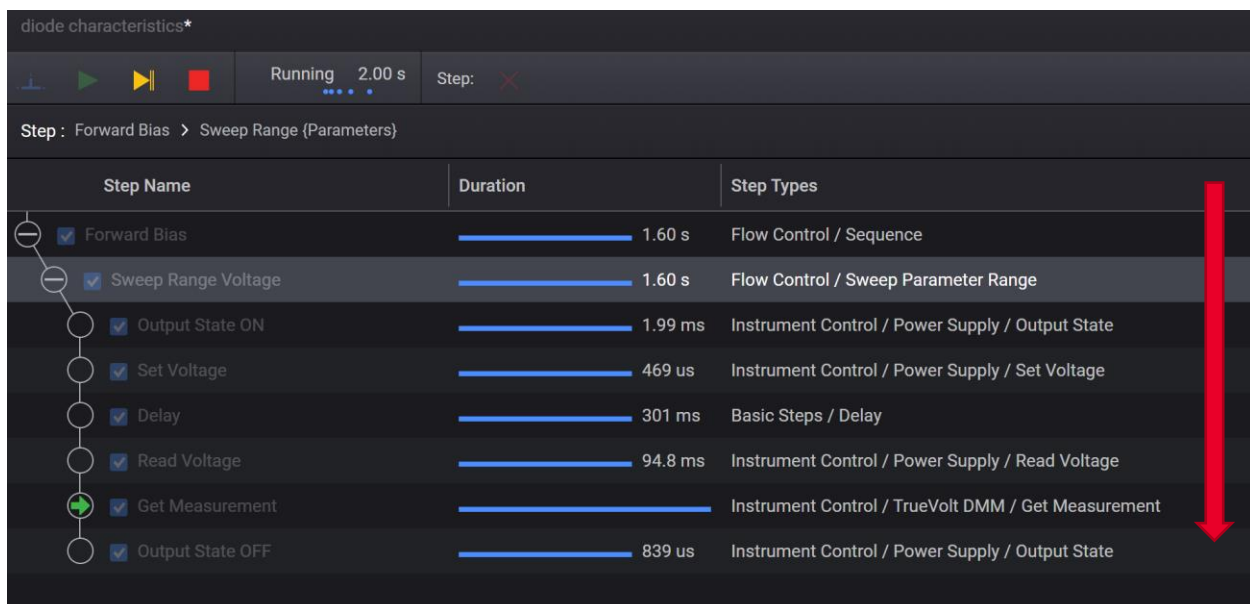 diode characteristics*
Running 2.00 s Step:
Step : Forward Bias > Sweep Range {Parameters}
Step Name Duration Step Types
Forward Bias 1.60 s Flow Control / Sequence
Sweep Range Voltage 1.60 s Flow Control / Sweep Parameter Range
Output State ON 1.99 ms Instrument Control / Power Supply / Output State
Set Voltage 469 us Instrument Control / Power Supply / Set Voltage
Delay 301 ms Basic Steps / Delay
Read Voltage 94.8 ms Instrument Control / Power Supply / Read Voltage
Get Measurement Instrument Control / TrueVolt DMM / Get Measurement
Output State OFF 839 us Instrument Control / Power Supply / Output State